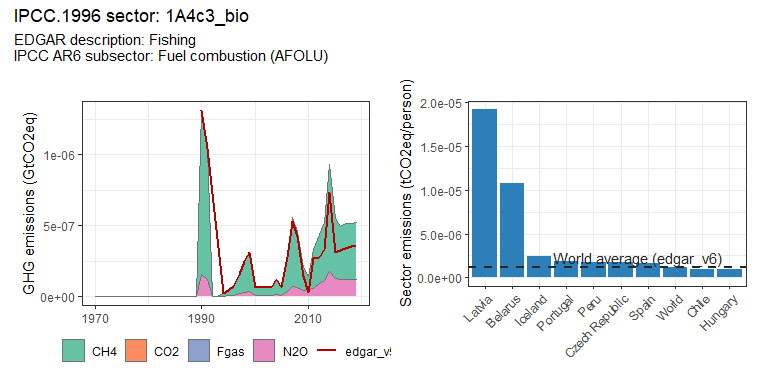 IPCC.1996 sector: 1A4c3_bio
EDGAR description: Fishing
IPCC AR6 subsector: Fuel combustion (AFOLU)
GHG emissions (GtCO2eq)
1e-06
5e-07
0e+00
1970
1990
2010
CH4
CO2
Fgas
N2O
edgar_v
Sector emissions (tCO2eq/person)
2.0e-05
1.5e-05
1.0e-05
5.0e-06
0.0e+00
World average (edgar_v6)
Latvia
Belarus
Iceland
Portugal
Peru
Czech Republic
Spain
World
Chile
Hungary